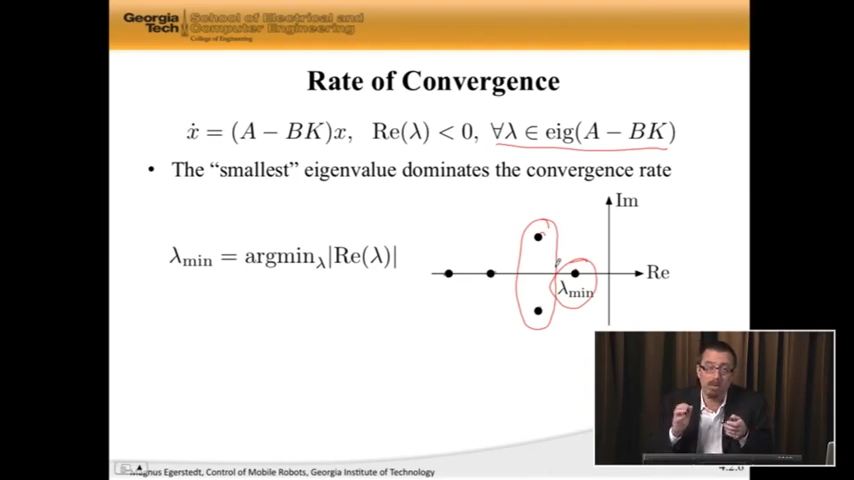 Georgia Tech
School of Electrical and Computer Engineering
College of Engineering
Rate of Convergence
ẋ = (A − BK)x, Re(λ) < 0, ∀λ ∈ eig(A − BK)
• The “smallest” eigenvalue dominates the convergence rate
Im
λmin = argminλ|Re(λ)|
Re
λmin
Magnus Egerstedt, Control of Mobile Robots, Georgia Institute of Technology